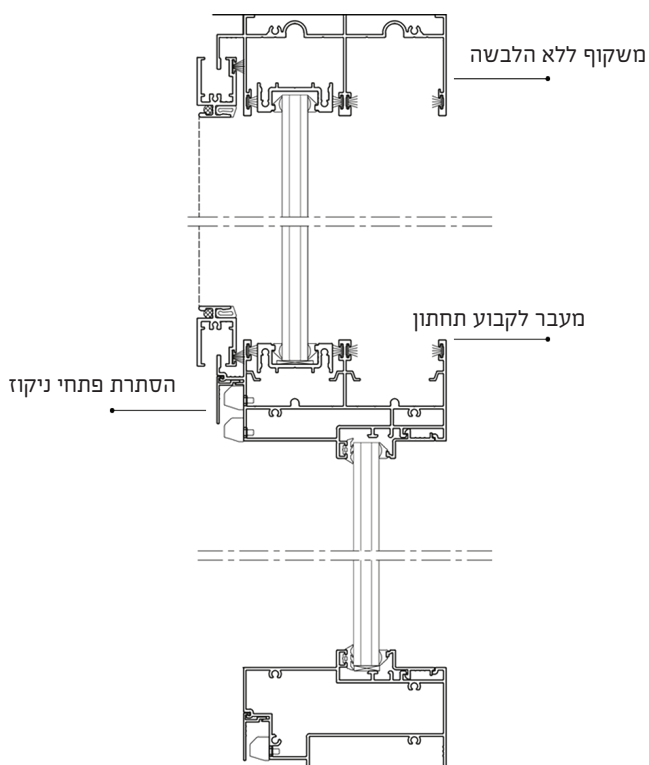 משקוף ללא הלבשה
מעבר לקבוע תחתון
הסתרת פתחי ניקוז